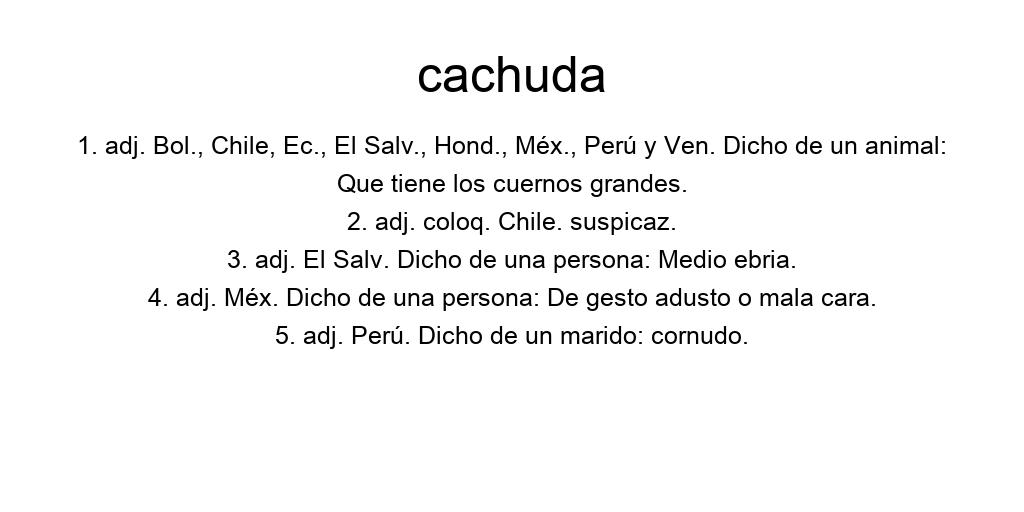 cachuda
1. adj. Bol., Chile, Ec., El Salv., Hond., Méx., Perú y Ven. Dicho de un animal:
Que tiene los cuernos grandes.
2. adj. coloq. Chile. suspicaz.
3. adj. El Salv. Dicho de una persona: Medio ebria.
4. adj. Méx. Dicho de una persona: De gesto adusto o mala cara.
5. adj. Perú. Dicho de un marido: cornudo.